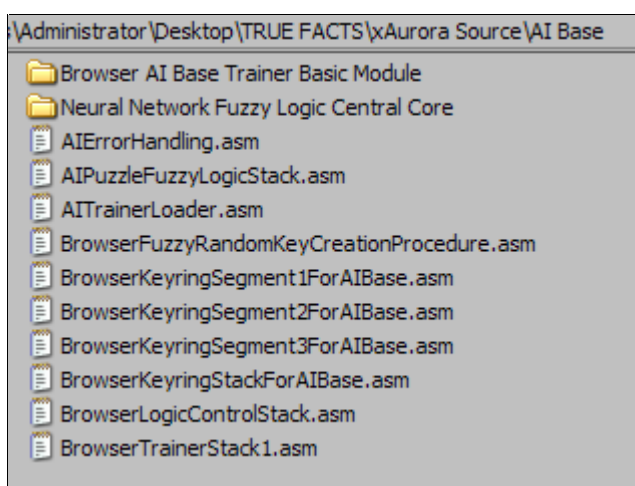 \Administrator\Desktop\TRUE FACTS\xAurora Source\AI Base
Browser AI Base Trainer Basic Module
Neural Network Fuzzy Logic Central Core
AIErrorHandling.asm
AIPuzzleFuzzyLogicStack.asm
AITrainerLoader.asm
BrowserFuzzyRandomKeyCreationProcedure.asm
BrowserKeyringSegment1ForAIBase.asm
BrowserKeyringSegment2ForAIBase.asm
BrowserKeyringSegment3ForAIBase.asm
BrowserKeyringStackForAIBase.asm
BrowserLogicControlStack.asm
BrowserTrainerStack1.asm